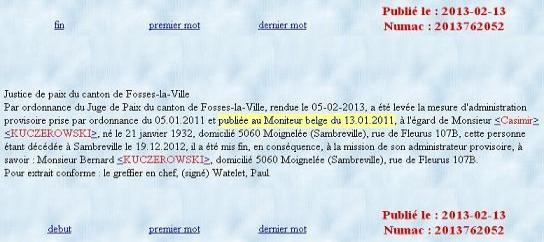 Publié le : 2013-02-13
fin premier mot dernier mot Numac : 2013762052
Justice de paix du canton de Fosses-la-Ville
Par ordonnance du Juge de Paix du canton de Fosses-la-Ville, rendue le 05-02-2013, a été levée la mesure d'administration
provisoire prise par ordonnance du 05.01.2011 et publiée au Moniteur belge du 13.01.2011, à l'égard de Monsieur <Casimir>
<KUCZEROWSKI>, né le 21 janvier 1932, domicilié 5060 Moignelée (Sambreville), rue de Fleurus 107B, cette personne
étant décédée à Sambreville le 19.12.2012, il a été mis fin, en conséquence, à la mission de son administrateur provisoire, à
savoir : Monsieur Bernard <KUCZEROWSKI>, domicilié 5060 Moignelée (Sambreville), rue de Fleurus 107B.
Pour extrait conforme : le greffier en chef, (signé) Watelet, Paul.
Publié le : 2013-02-13
debut premier mot dernier mot Numac : 2013762052